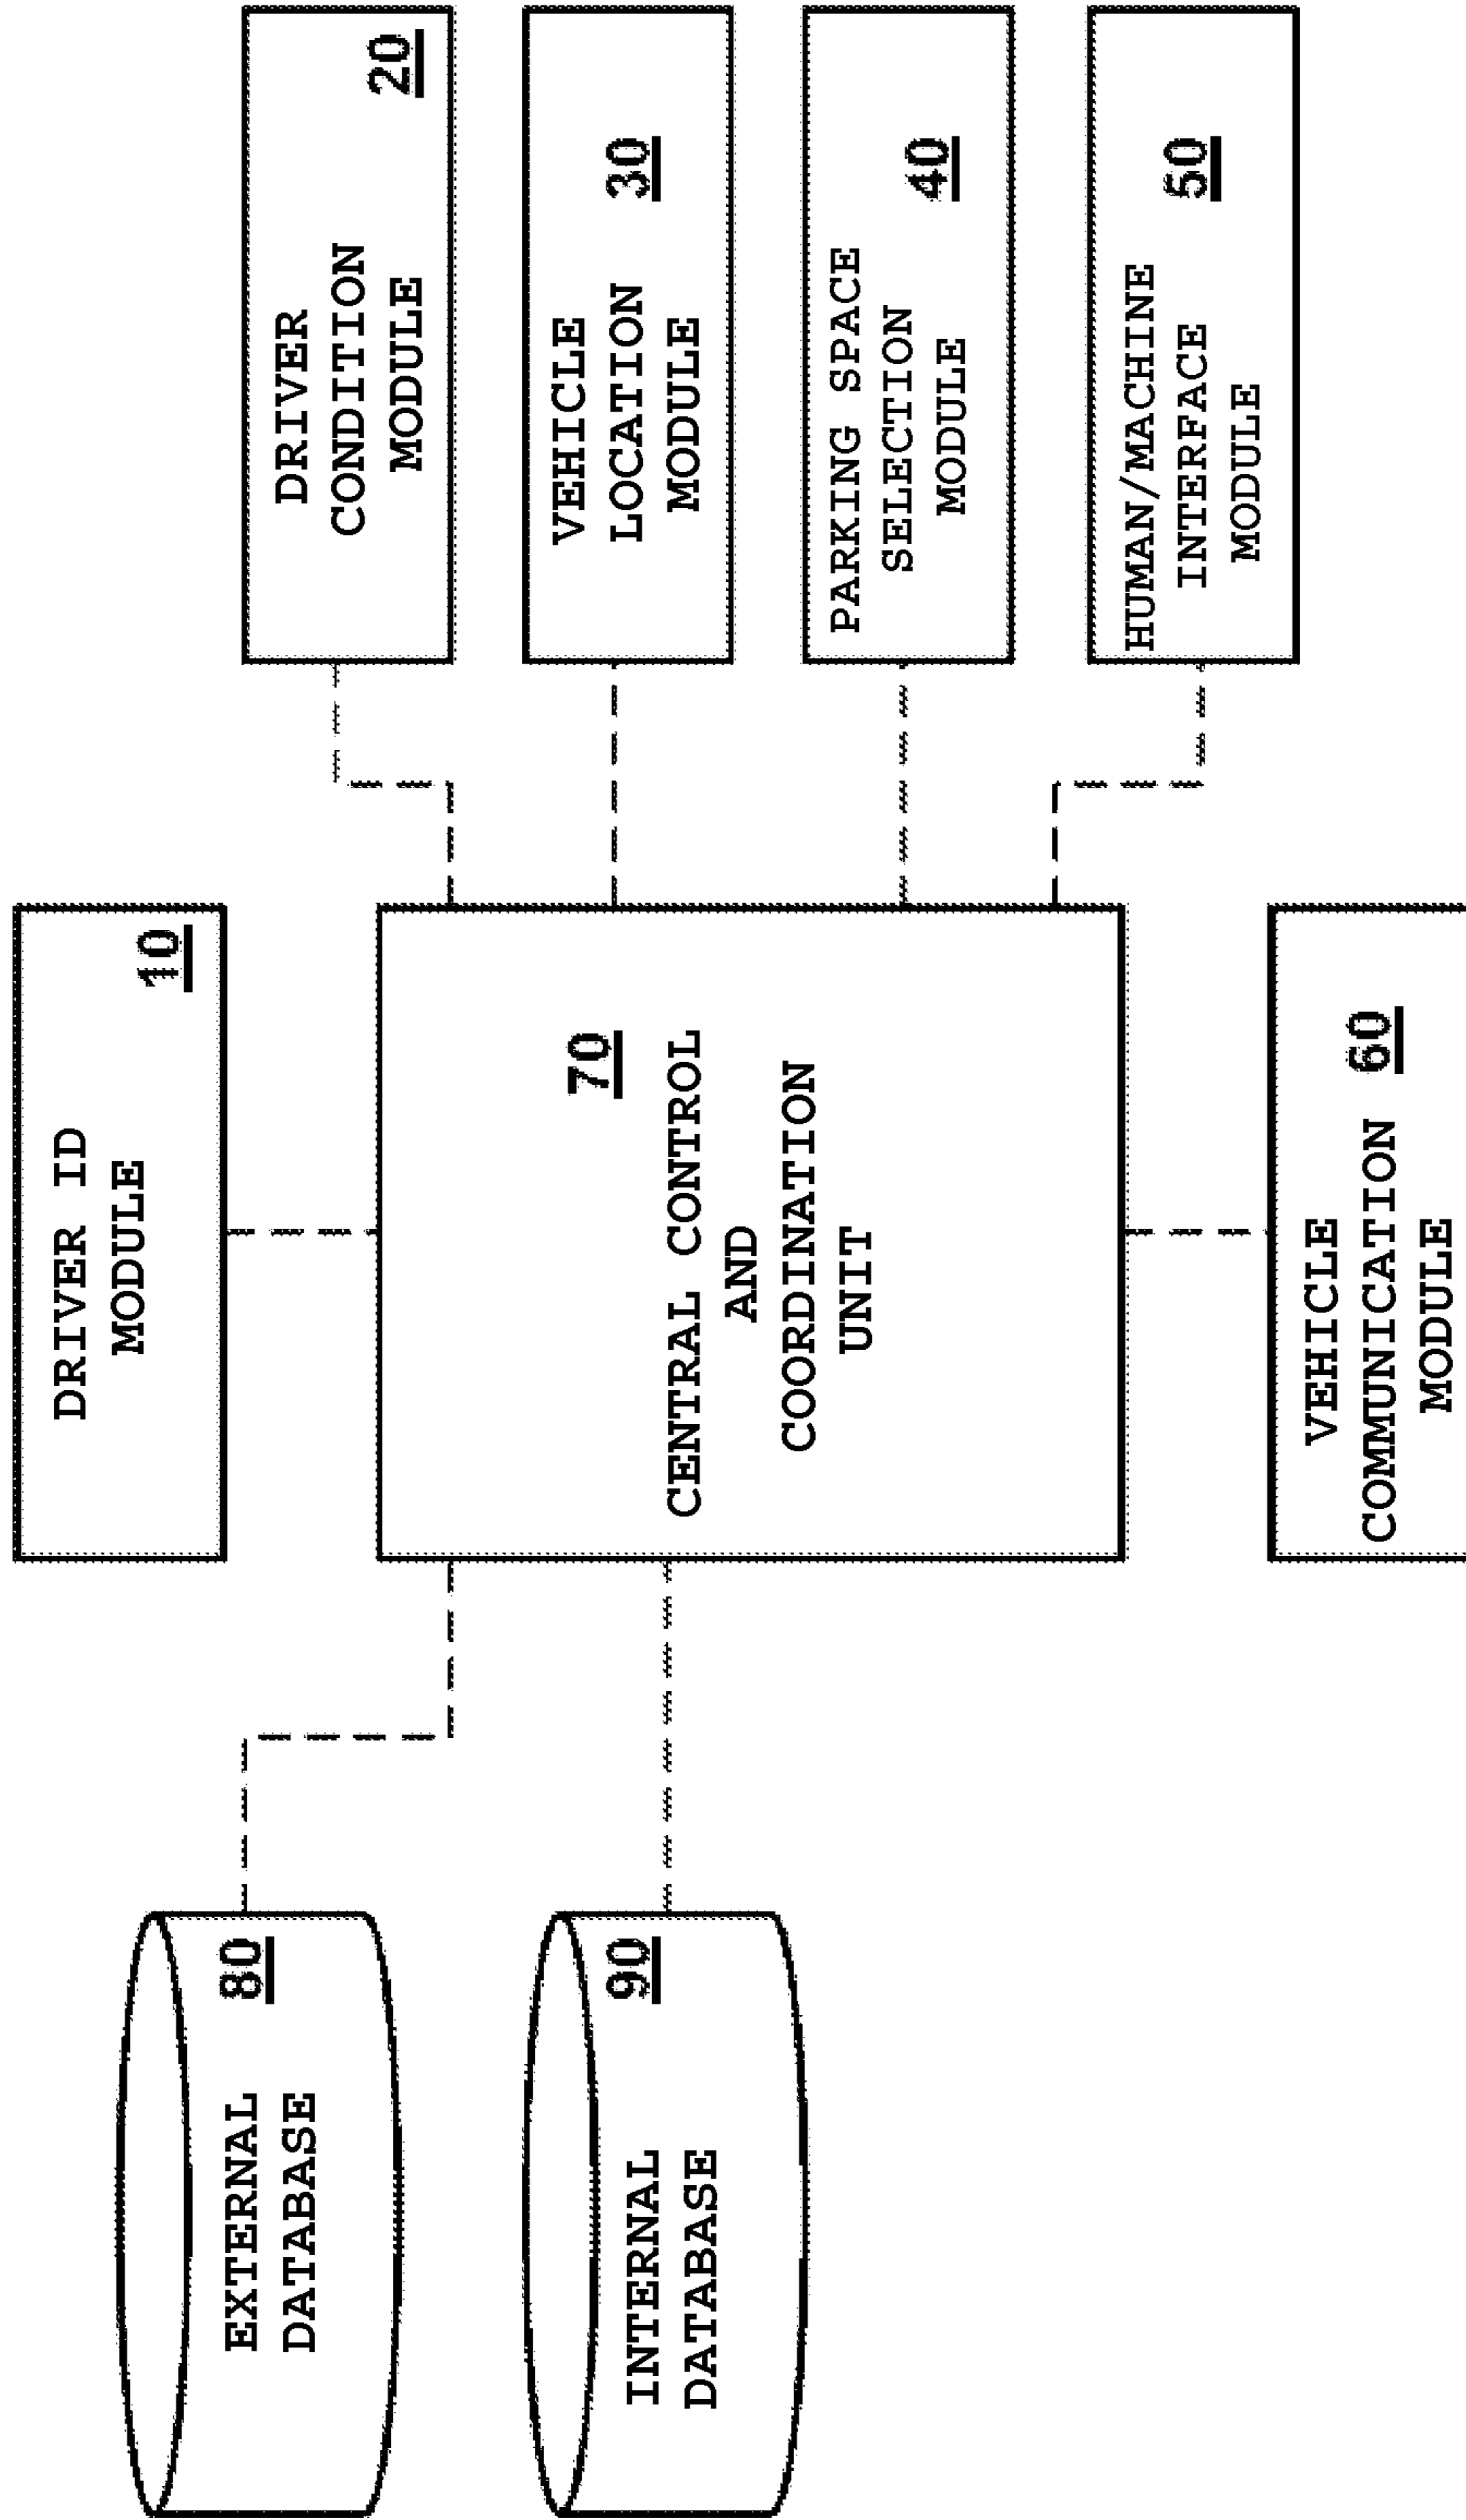 DRIVER ID
MODULE
10
EXTERNAL
DATABASE
80
INTERNAL
DATABASE
90
70
CENTRAL CONTROL
AND
COORDINATION
UNIT
DRIVER
CONDITION
MODULE
20
VEHICLE
LOCATION
MODULE
30
PARKING SPACE
SELECTION
MODULE
40
HUMAN/MACHINE
INTERFACE
MODULE
50
VEHICLE
COMMUNICATION
MODULE
60